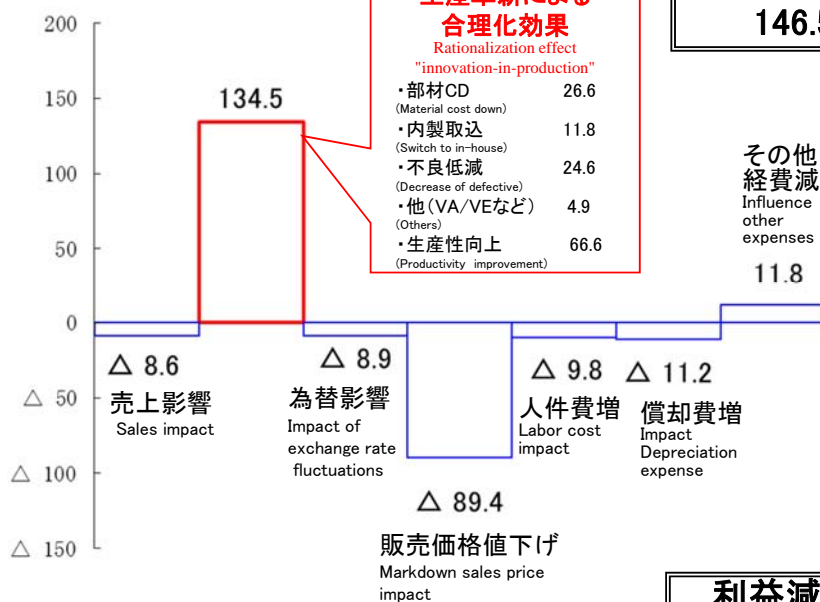 合理化効果
Rationalization effect
"innovation-in-production"
・部材CD 26.6
(Material cost down)
・内製取込 11.8
(Switch to in-house)
・不良低減 24.6
(Decrease of defective)
・他(VA/VEなど) 4.9
(Others)
・生産性向上 66.6
(Productivity improvement)
146.5
200
150
100
50
0
△ 50
△ 100
△ 150
134.5
△ 8.6
売上影響
Sales impact
△ 8.9
為替影響
Impact of
exchange rate
fluctuations
△ 89.4
販売価格値下げ
Markdown sales price
impact
△ 9.8
人件費増
Labor cost
impact
△ 11.2
償却費増
Impact
Depreciation
expense
その他
経費減
Influence
other
expenses
11.8
利益減